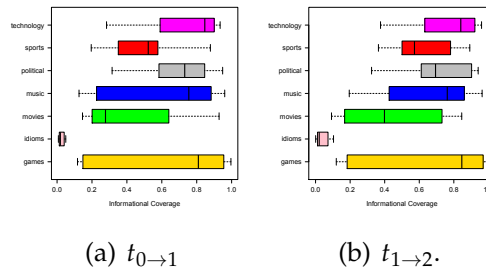 technology
sports
political
music
movies
idioms
games
0.0 0.2 0.4 0.6 0.8 1.0
Informational Coverage
(a) t0→1
technology
sports
political
music
movies
idioms
games
0.0 0.2 0.4 0.6 0.8 1.0
Informational Coverage
(b) t1→2.